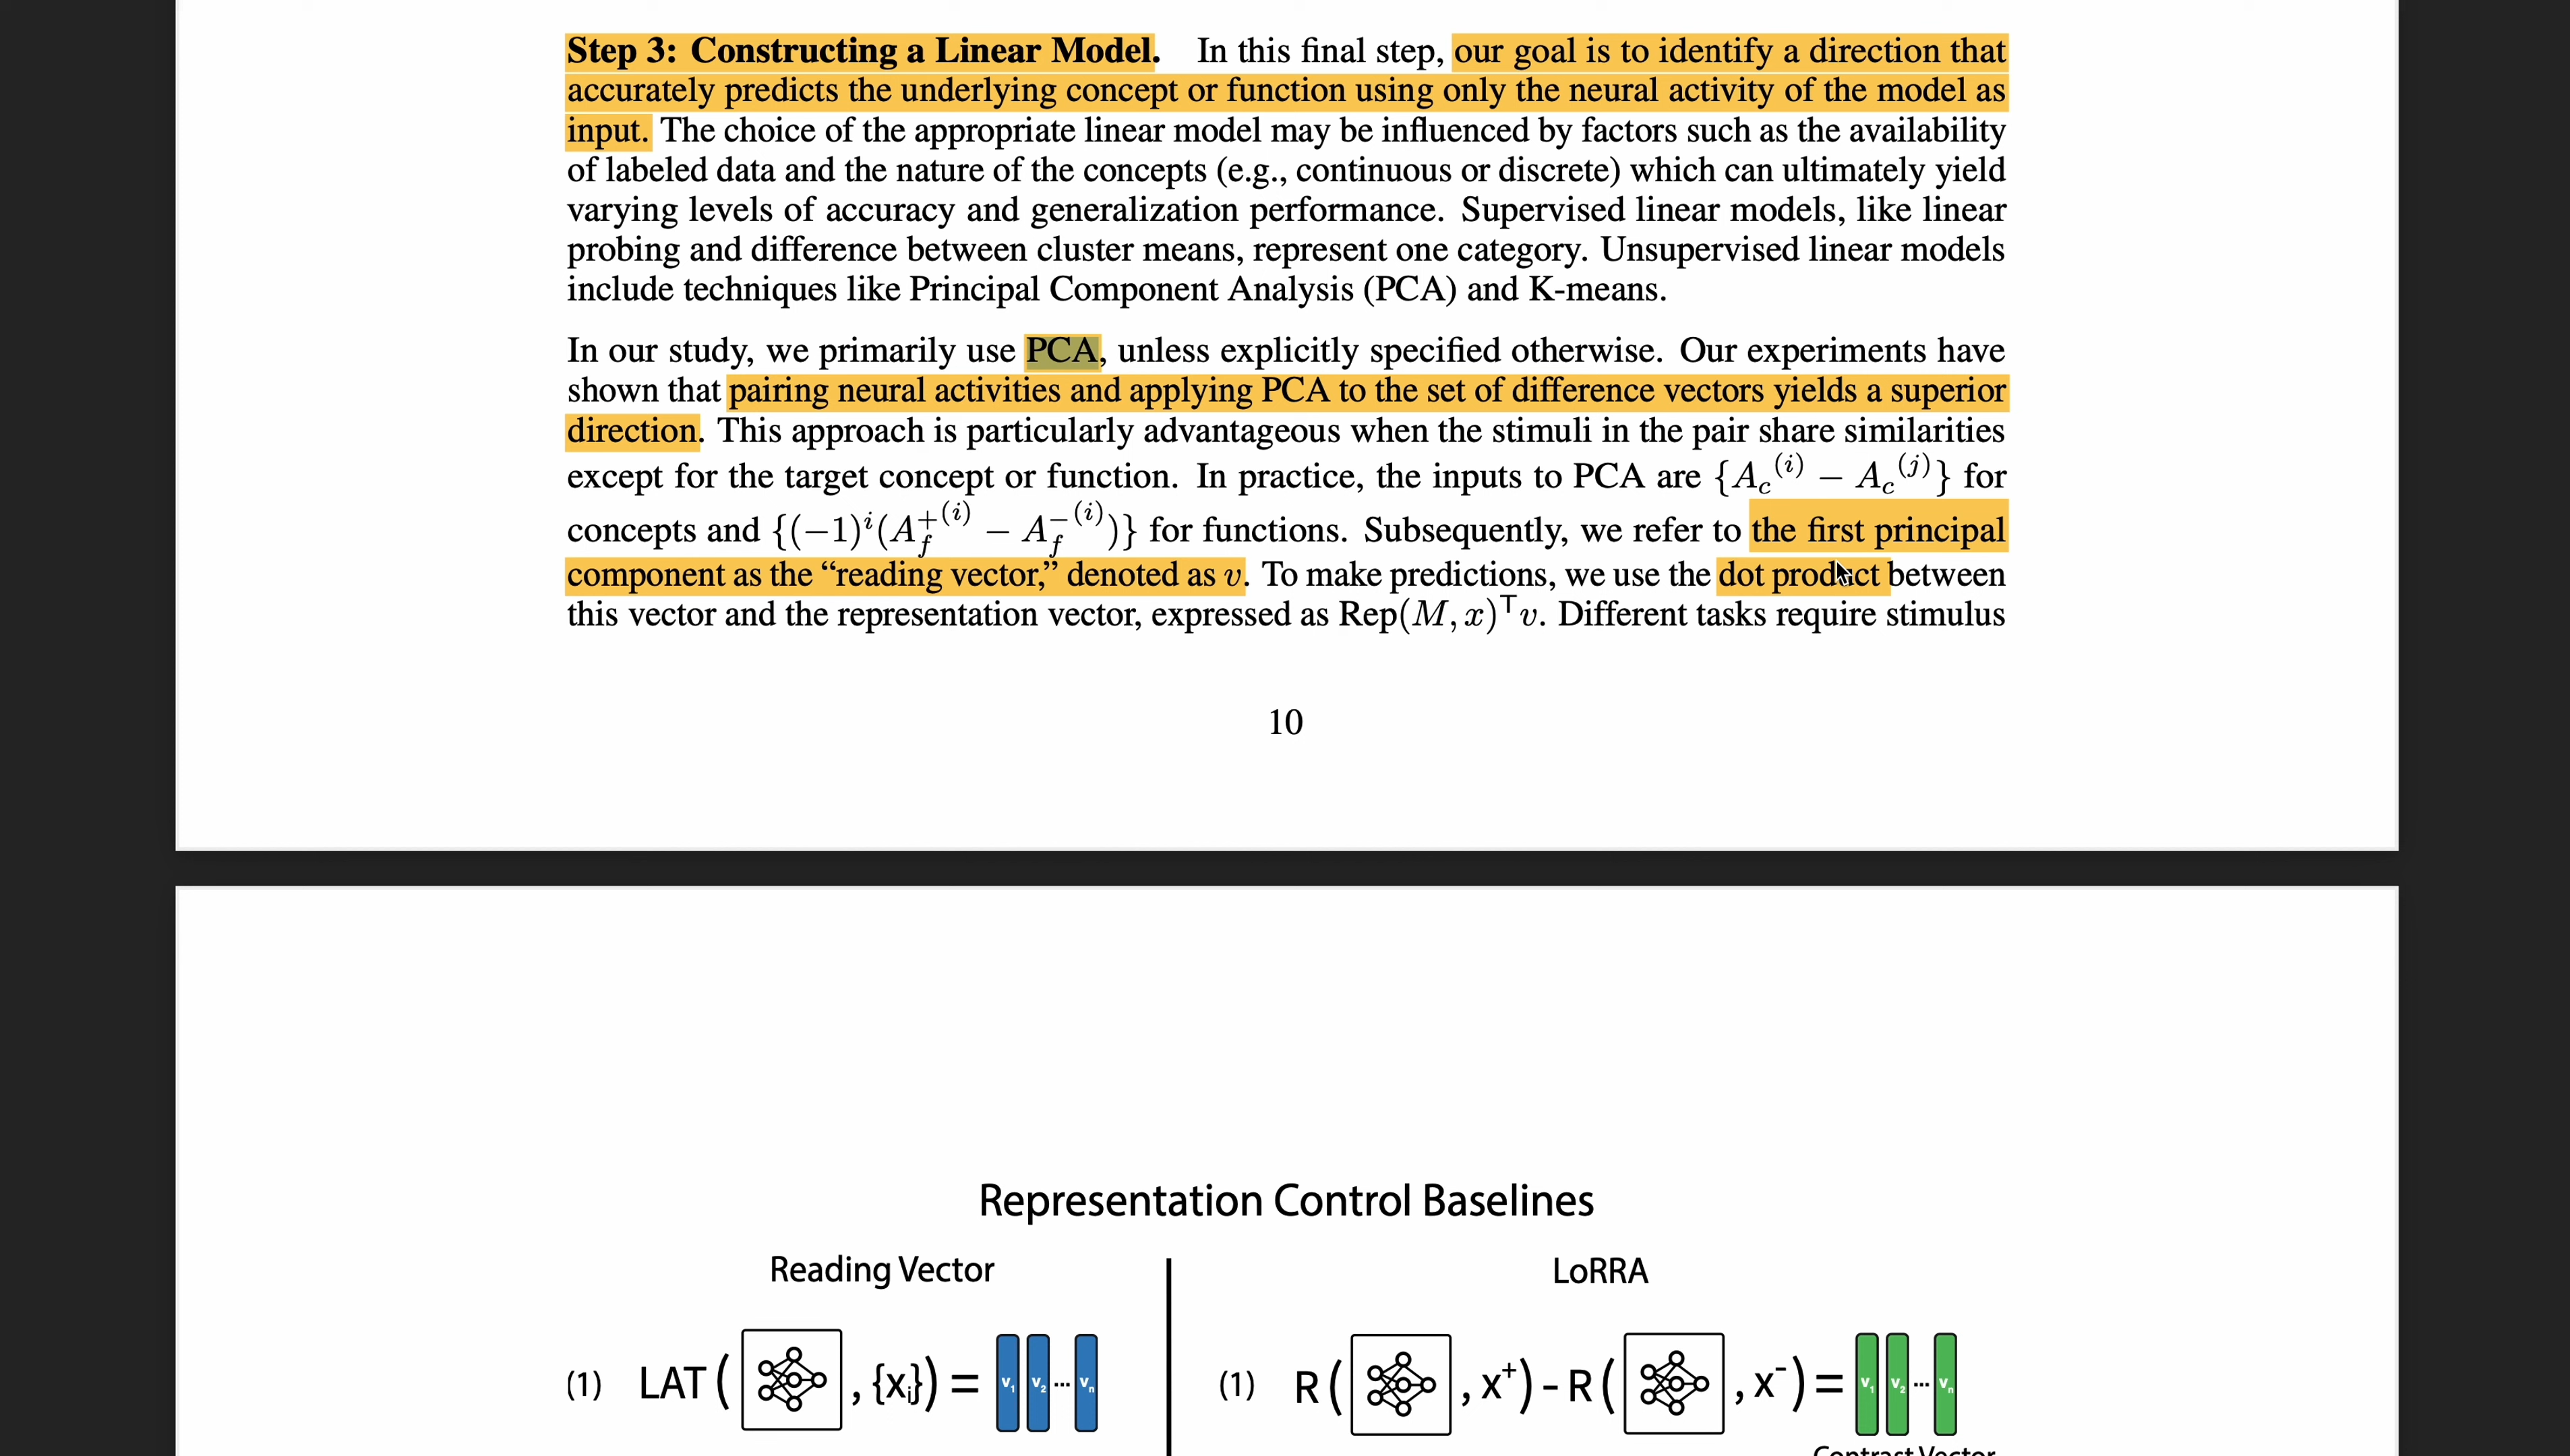 Step 3: Constructing a Linear Model. In this final step, our goal is to identify a direction that
accurately predicts the underlying concept or function using only the neural activity of the model as
input. The choice of the appropriate linear model may be influenced by factors such as the availability
of labeled data and the nature of the concepts (e.g., continuous or discrete) which can ultimately yield
varying levels of accuracy and generalization performance. Supervised linear models, like linear
probing and difference between cluster means, represent one category. Unsupervised linear models
include techniques like Principal Component Analysis (PCA) and K-means.
In our study, we primarily use PCA, unless explicitly specified otherwise. Our experiments have
shown that pairing neural activities and applying PCA to the set of difference vectors yields a superior
direction. This approach is particularly advantageous when the stimuli in the pair share similarities
except for the target concept or function. In practice, the inputs to PCA are {A_c^(i) − A_c^(j)} for
concepts and {(−1)^i(A_f^+(i) − A_f^−(i))} for functions. Subsequently, we refer to the first principal
component as the “reading vector,” denoted as v. To make predictions, we use the dot product between
this vector and the representation vector, expressed as Rep(M, x)^⊤v. Different tasks require stimulus
10
Representation Control Baselines
Reading Vector
LoRRA
(1) LAT( , {x_i}) = v_1 v_2 ... v_n
(1) R( , x^+) - R( , x^-) = v_1 v_2 ... v_n
Contrast Vector